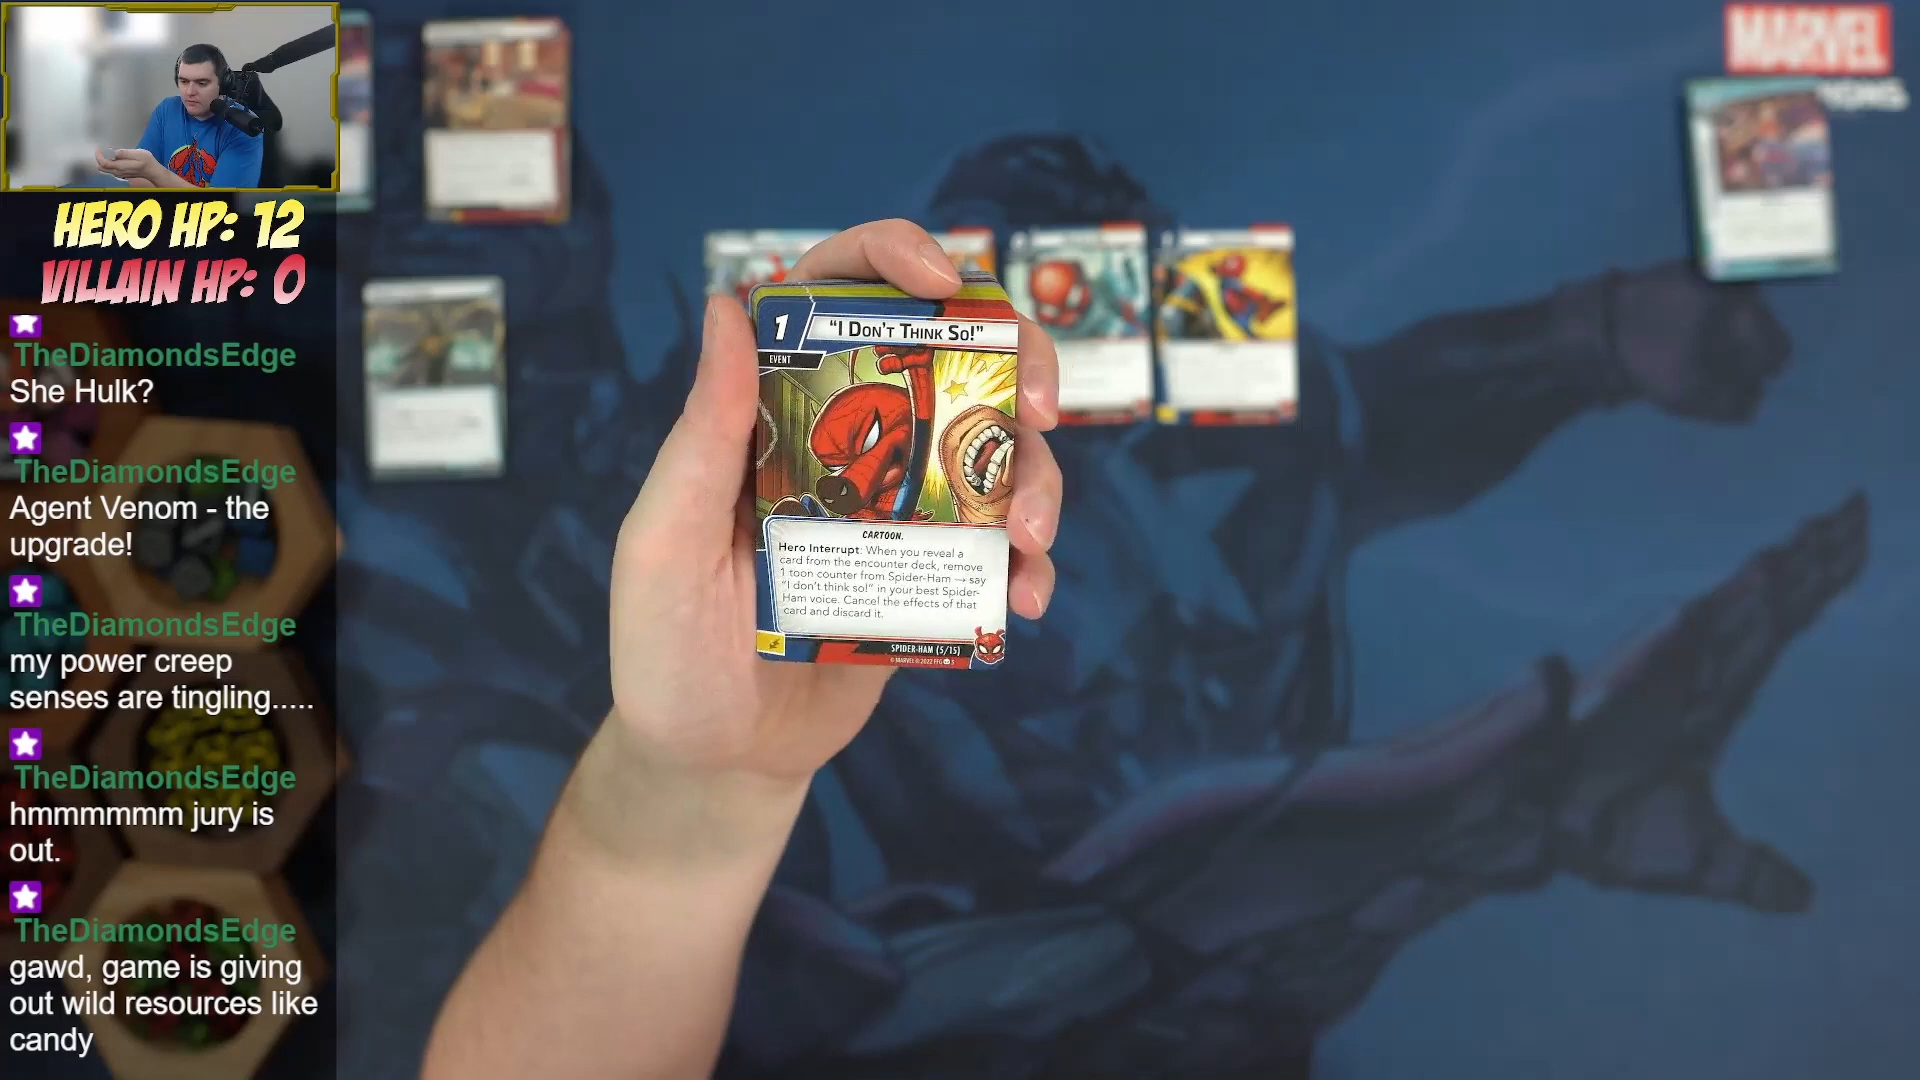 MARVEL
HERO HP: 12
VILLAIN HP: 0
TheDiamondsEdge
She Hulk?
TheDiamondsEdge
Agent Venom - the
upgrade!
TheDiamondsEdge
my power creep
senses are tingling.....
TheDiamondsEdge
hmmmmmm jury is
out.
TheDiamondsEdge
gawd, game is giving
out wild resources like
candy
1
"I DON'T THINK SO!"
EVENT
CARTOON.
Hero Interrupt: When you reveal a
card from the encounter deck, remove
1 toon counter from Spider-Ham → say
"I don't think so!" in your best Spider-
Ham voice. Cancel the effects of that
card and discard it.
SPIDER-HAM (5/15)
© MARVEL © 2022 FFG